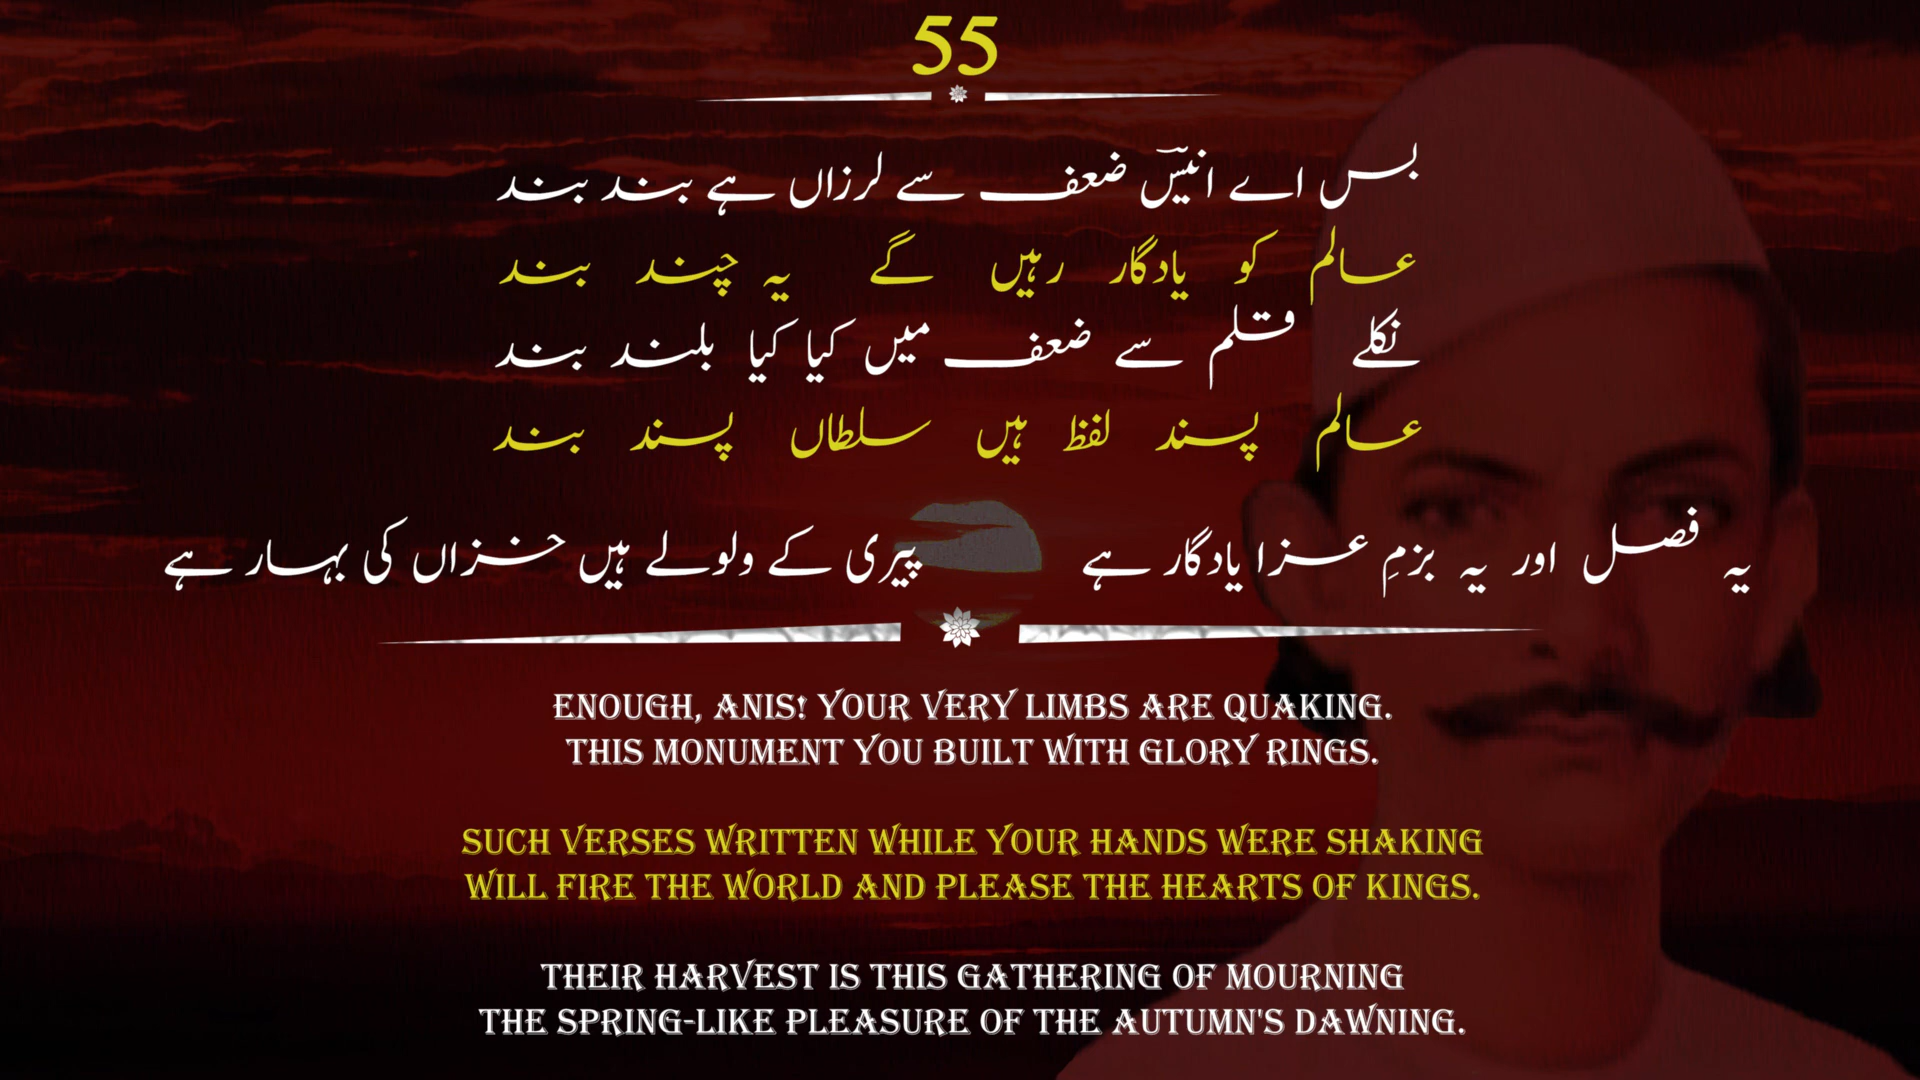 55
بس اے انیسؔ ضعف سے لرزاں ہے بند بند
عالم کو یادگار رہیں گے یہ چند بند
نکلے قلم سے ضعف میں کیا کیا بلند بند
عالم پسند لفظ ہیں سلطاں پسند بند
یہ فصل اور یہ بزمِ عزا یادگار ہے پیری کے ولولے ہیں خزاں کی بہار ہے
ENOUGH, ANIS! YOUR VERY LIMBS ARE QUAKING.
THIS MONUMENT YOU BUILT WITH GLORY RINGS.
SUCH VERSES WRITTEN WHILE YOUR HANDS WERE SHAKING
WILL FIRE THE WORLD AND PLEASE THE HEARTS OF KINGS.
THEIR HARVEST IS THIS GATHERING OF MOURNING
THE SPRING-LIKE PLEASURE OF THE AUTUMN'S DAWNING.